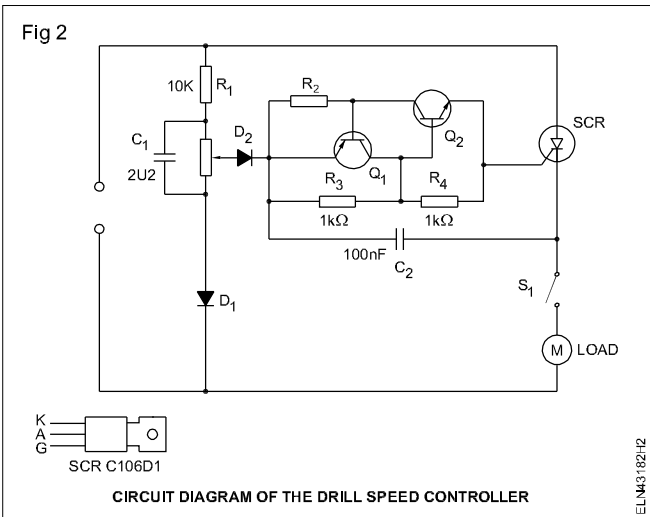 Fig 2
10K R1
C1
2U2
D2
R2
Q1
Q2
SCR
R3
1kΩ
R4
1kΩ
100nF
C2
S1
D1
M LOAD
K
A
G
SCR C106D1
CIRCUIT DIAGRAM OF THE DRILL SPEED CONTROLLER
ELN43182H2